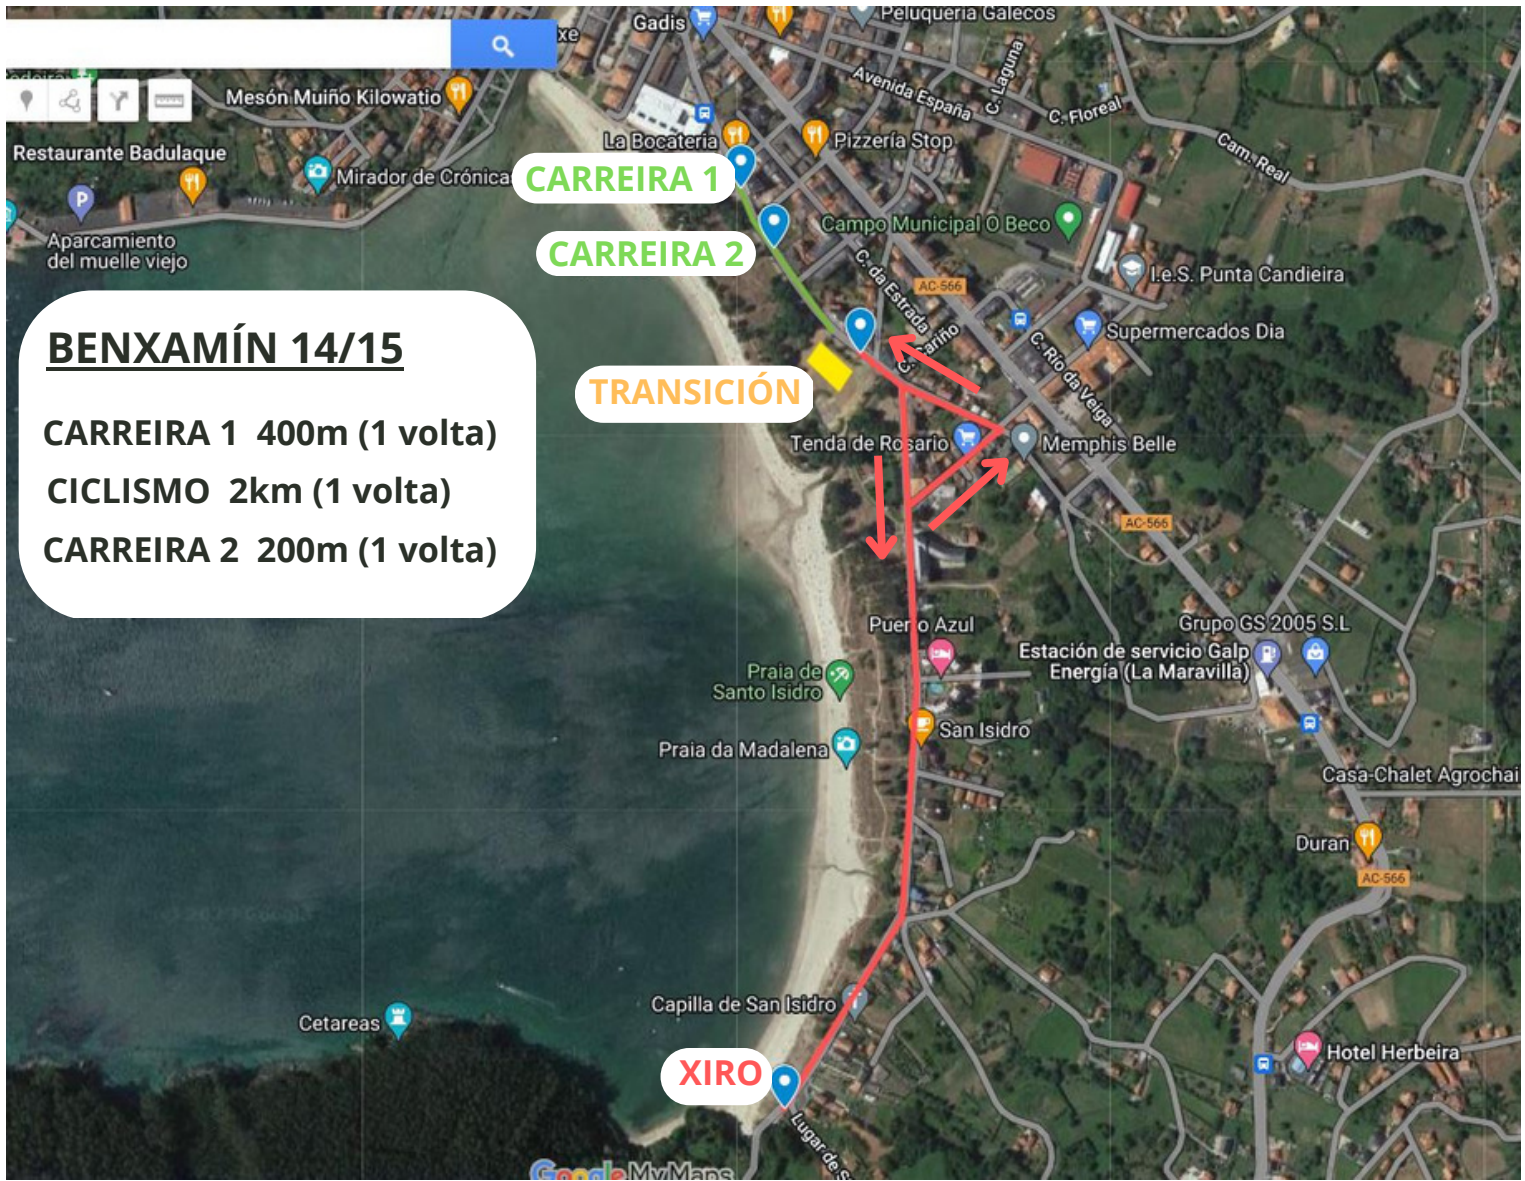 Gadis
Peluquería Galecos
xe
Avenida España
C. Laguna
C. Floreal
Cam. Real
Mesón Muiño Kilowatio
La Bocateria
Pizzería Stop
Restaurante Badulaque
Mirador de Crónica
CARREIRA 1
P
Aparcamiento
del muelle viejo
CARREIRA 2
Campo Municipal O Beco
C. da Estrada
I.e.S. Punta Candieira
AC-566
BENXAMÍN 14/15
Supermercados Dia
C. Río da Veiga
TRANSICIÓN
CARREIRA 1 400m (1 volta)
Tenda de Rosario
Memphis Belle
CICLISMO 2km (1 volta)
AC-566
CARREIRA 2 200m (1 volta)
Grupo GS 2005 S.L
Estación de servicio Galp
Energía (La Maravilla)
Praia de
Santo Isidro
San Isidro
Praia da Madalena
Casa-Chalet Agrochai
Duran
AC-566
Capilla de San Isidro
Cetareas
Hotel Herbeira
XIRO
Lugar de S
Google My Maps